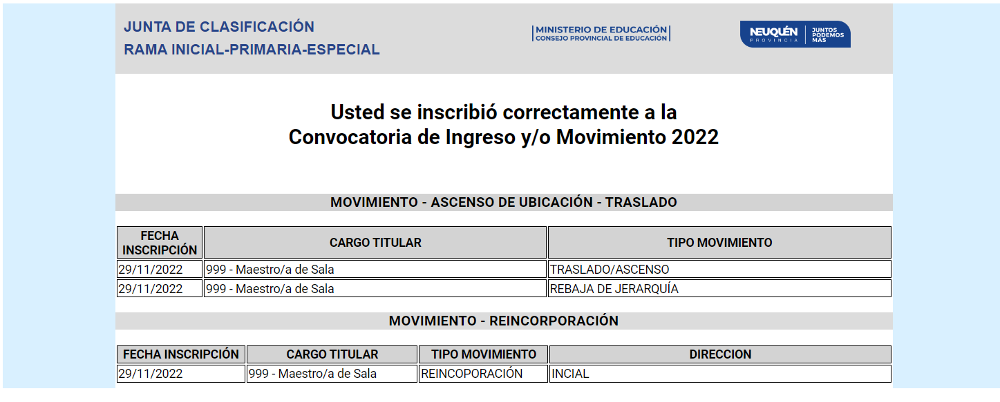 JUNTA DE CLASIFICACIÓN
RAMA INICIAL-PRIMARIA-ESPECIAL
MINISTERIO DE EDUCACIÓN
CONSEJO PROVINCIAL DE EDUCACIÓN
NEUQUÉN
PROVINCIA
JUNTOS
PODEMOS
MÁS
Usted se inscribió correctamente a la
Convocatoria de Ingreso y/o Movimiento 2022
MOVIMIENTO - ASCENSO DE UBICACIÓN - TRASLADO
FECHA
INSCRIPCIÓN
CARGO TITULAR
TIPO MOVIMIENTO
29/11/2022 999 - Maestro/a de Sala TRASLADO/ASCENSO
29/11/2022 999 - Maestro/a de Sala REBAJA DE JERARQUÍA
MOVIMIENTO - REINCORPORACIÓN
FECHA INSCRIPCIÓN CARGO TITULAR TIPO MOVIMIENTO DIRECCION
29/11/2022 999 - Maestro/a de Sala REINCOPORACIÓN INCIAL